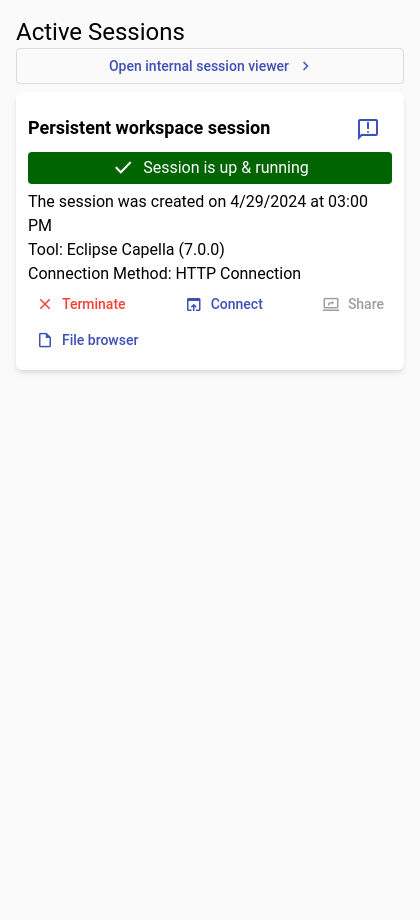 Active Sessions
Open internal session viewer
Persistent workspace session
Session is up & running
The session was created on 4/29/2024 at 03:00
PM
Tool: Eclipse Capella (7.0.0)
Connection Method: HTTP Connection
Terminate Connect Share
File browser